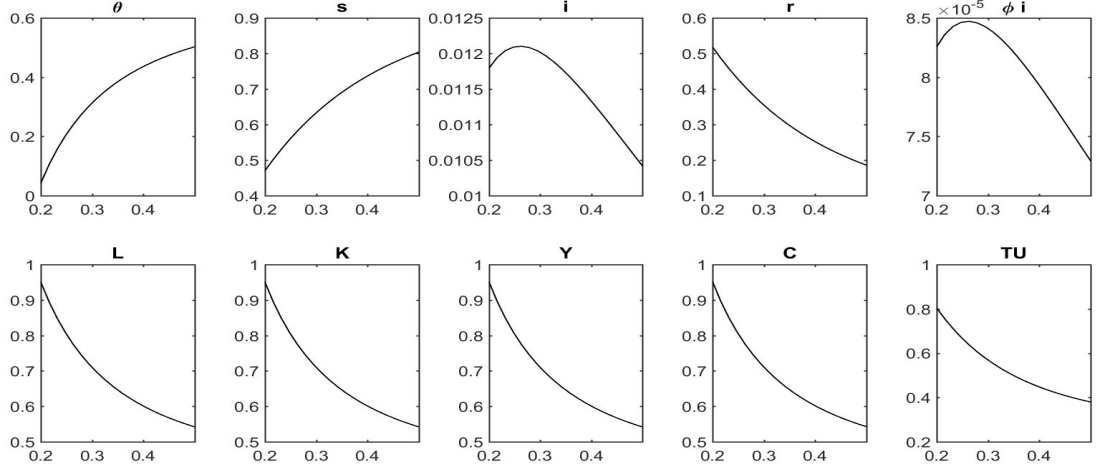 θ s i r ×10⁻⁵ ϕ i
0.6 0.9 0.0125 0.6 8.5
0.8 0.012 0.5
0.4 0.7 0.0115 0.4 8
0.6 0.011 0.3
0.2 0.5 0.0105 0.2 7.5
0 0.4 0.01 0.1 7
0.2 0.3 0.4 0.2 0.3 0.4 0.2 0.3 0.4 0.2 0.3 0.4 0.2 0.3 0.4
L K Y C TU
1 1 1 1 1
0.9 0.9 0.9 0.9 0.8
0.8 0.8 0.8 0.8
0.7 0.7 0.7 0.7 0.6
0.6 0.6 0.6 0.6 0.4
0.5 0.5 0.5 0.5 0.2
0.2 0.3 0.4 0.2 0.3 0.4 0.2 0.3 0.4 0.2 0.3 0.4 0.2 0.3 0.4